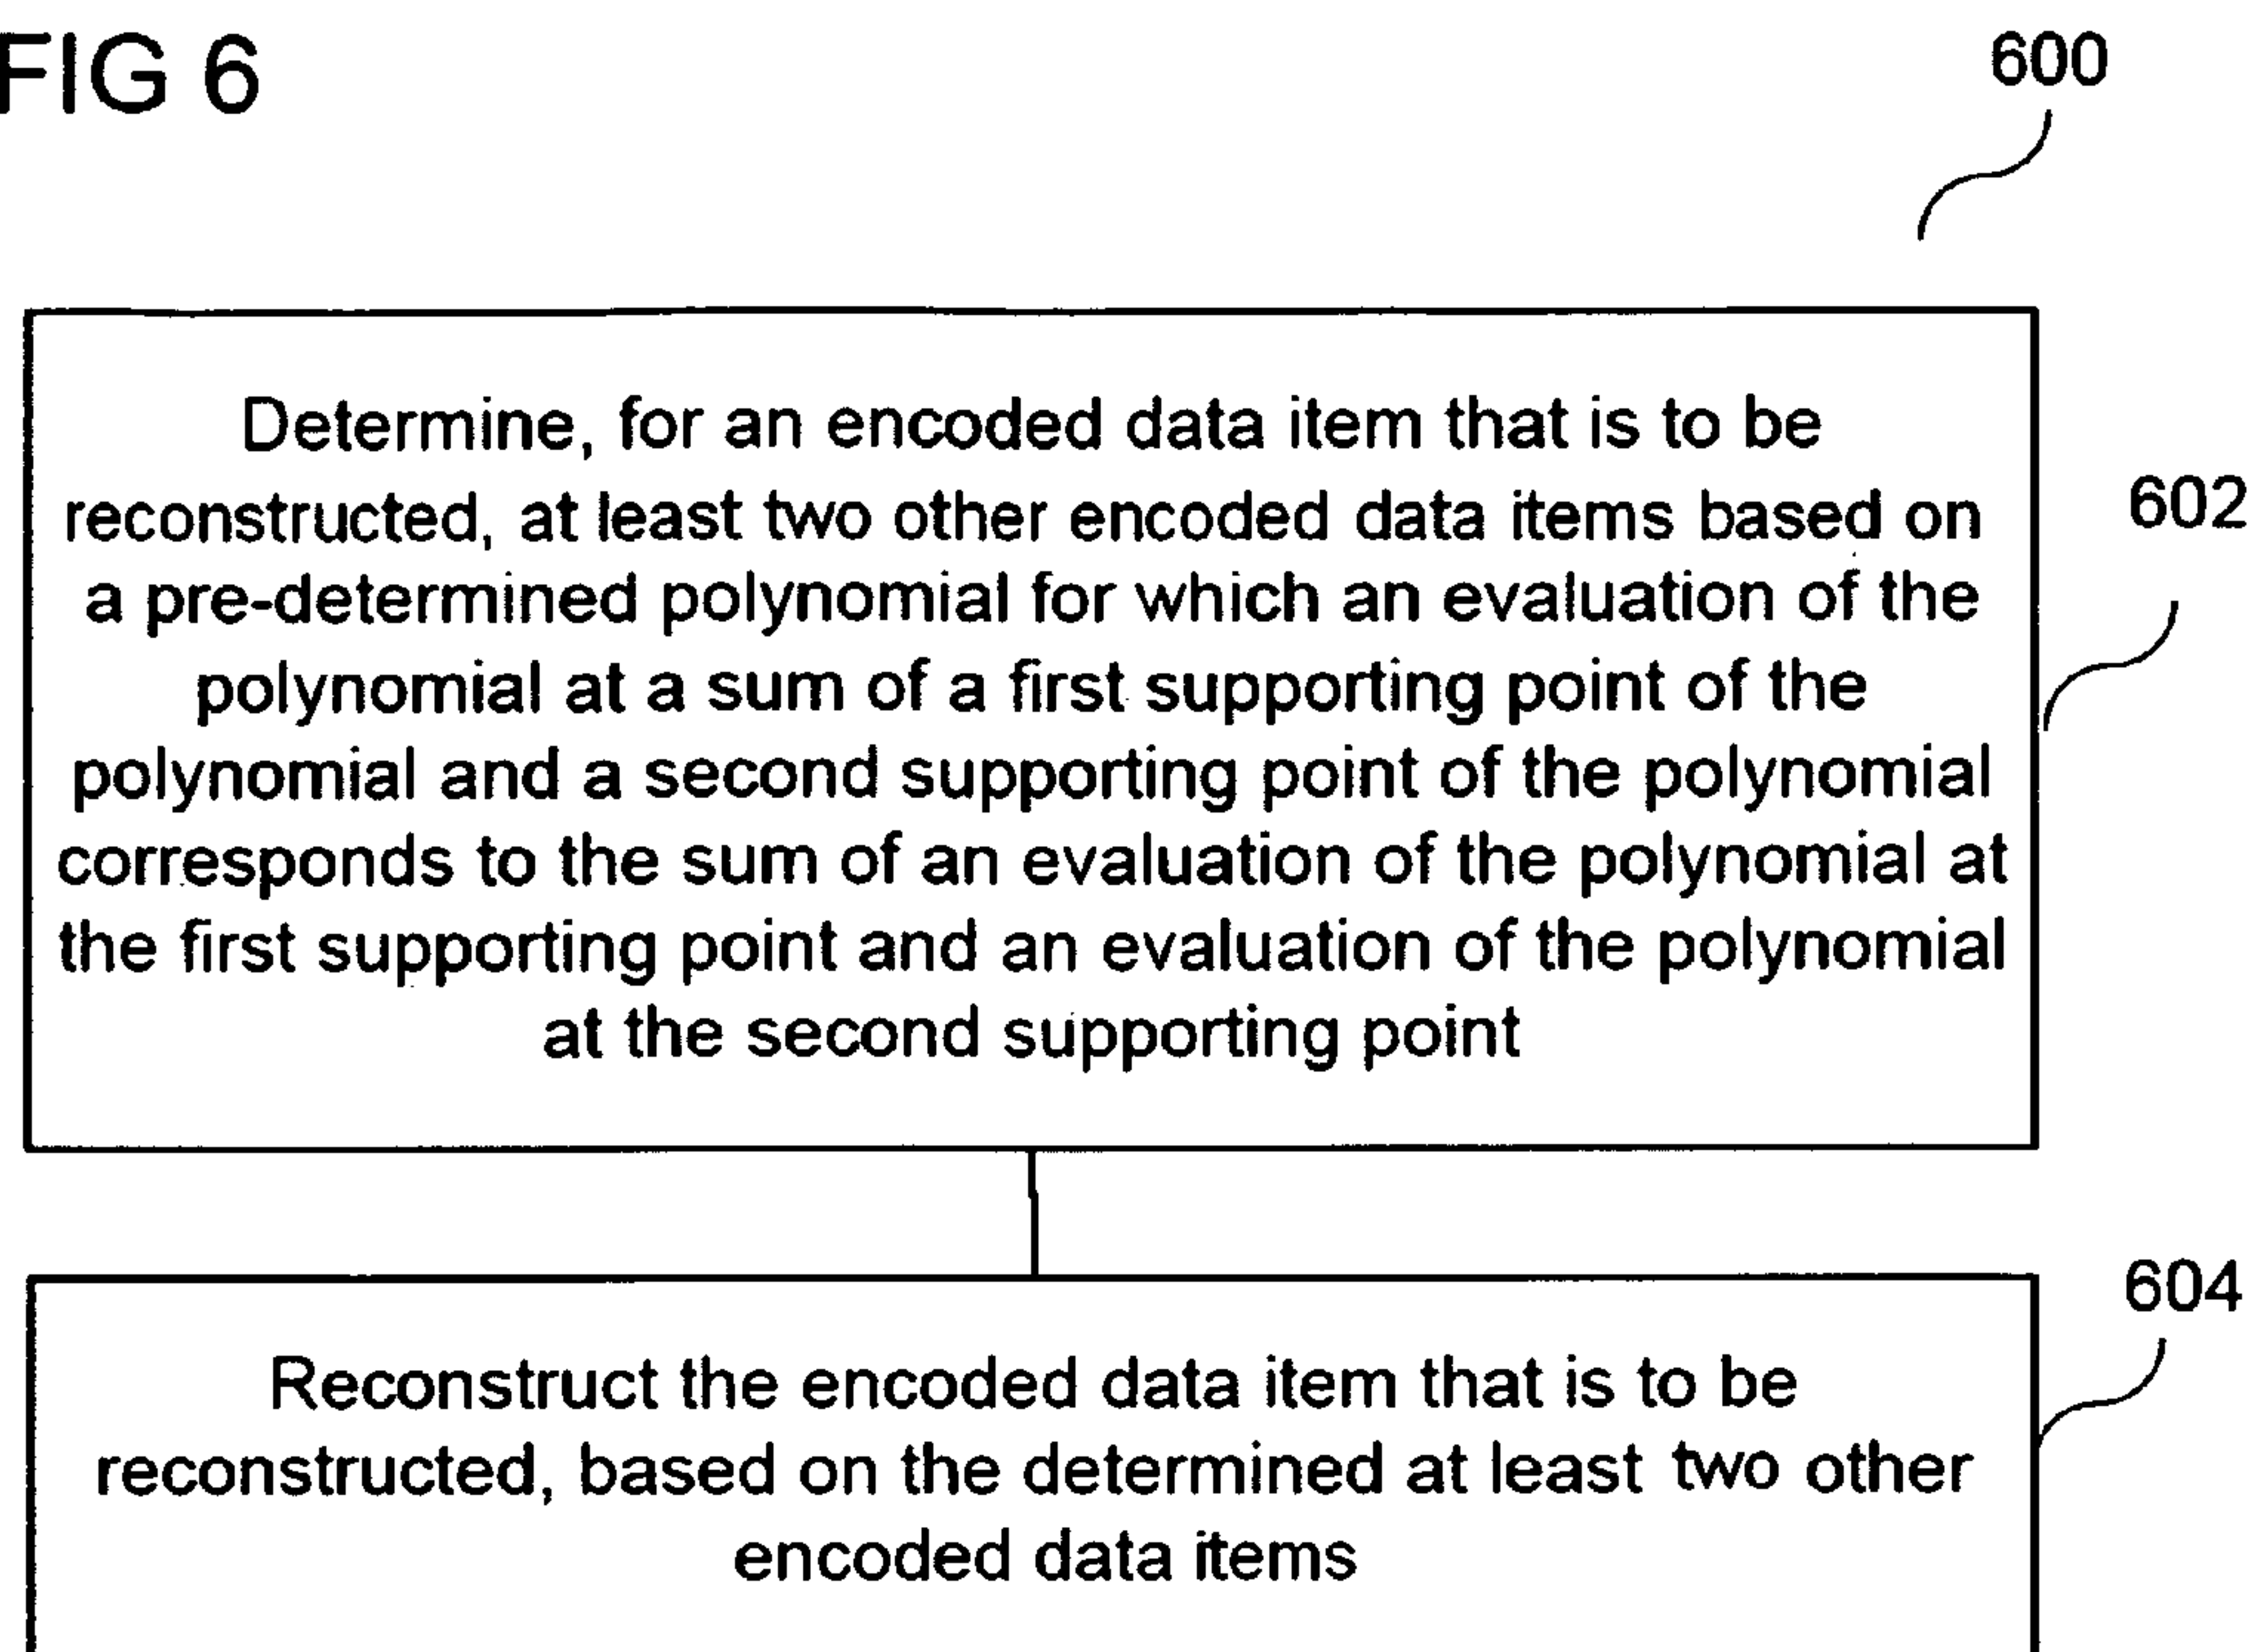 FIG 6
600
Determine, for an encoded data item that is to be
reconstructed, at least two other encoded data items based on
a pre-determined polynomial for which an evaluation of the
polynomial at a sum of a first supporting point of the
polynomial and a second supporting point of the polynomial
corresponds to the sum of an evaluation of the polynomial at
the first supporting point and an evaluation of the polynomial
at the second supporting point
602
604
Reconstruct the encoded data item that is to be
reconstructed, based on the determined at least two other
encoded data items